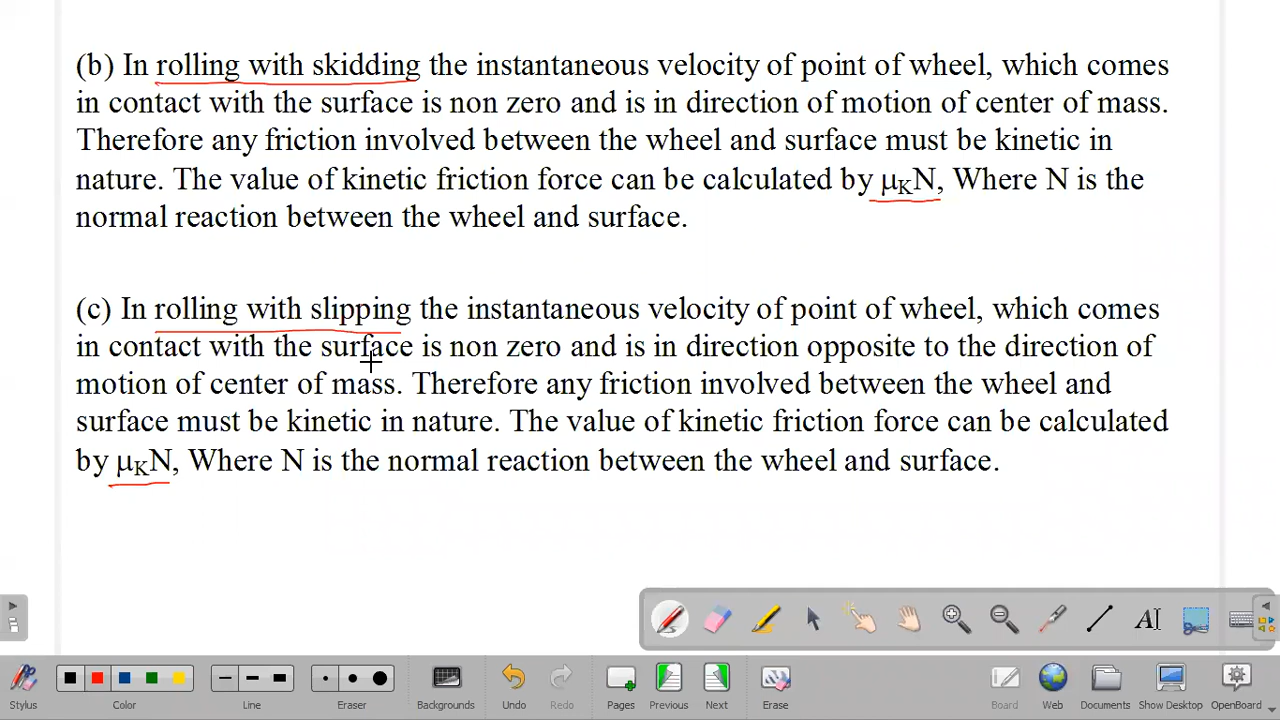 (b) In rolling with skidding the instantaneous velocity of point of wheel, which comes
in contact with the surface is non zero and is in direction of motion of center of mass.
Therefore any friction involved between the wheel and surface must be kinetic in
nature. The value of kinetic friction force can be calculated by μKN, Where N is the
normal reaction between the wheel and surface.
(c) In rolling with slipping the instantaneous velocity of point of wheel, which comes
in contact with the surface is non zero and is in direction opposite to the direction of
motion of center of mass. Therefore any friction involved between the wheel and
surface must be kinetic in nature. The value of kinetic friction force can be calculated
by μKN, Where N is the normal reaction between the wheel and surface.
AI
Stylus Color Line Eraser Backgrounds Undo Redo Pages Previous Next Erase Board Web Documents Show Desktop OpenBoard